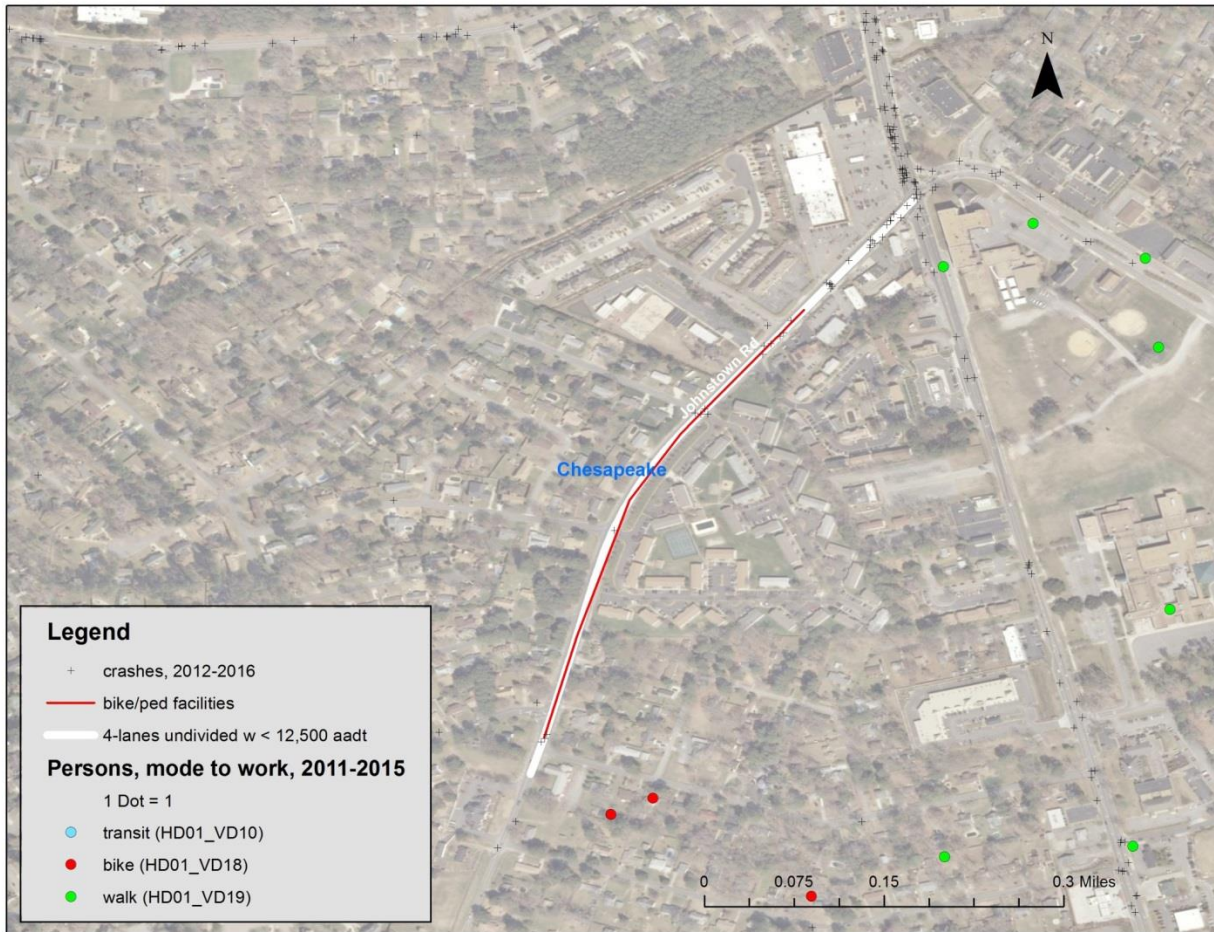 N
Johnstown Rd
Chesapeake
Legend
crashes, 2012-2016
bike/ped facilities
4-lanes undivided w < 12,500 aadt
Persons, mode to work, 2011-2015
1 Dot = 1
transit (HD01_VD10)
bike (HD01_VD18)
walk (HD01_VD19)
0 0.075 0.15 0.3 Miles